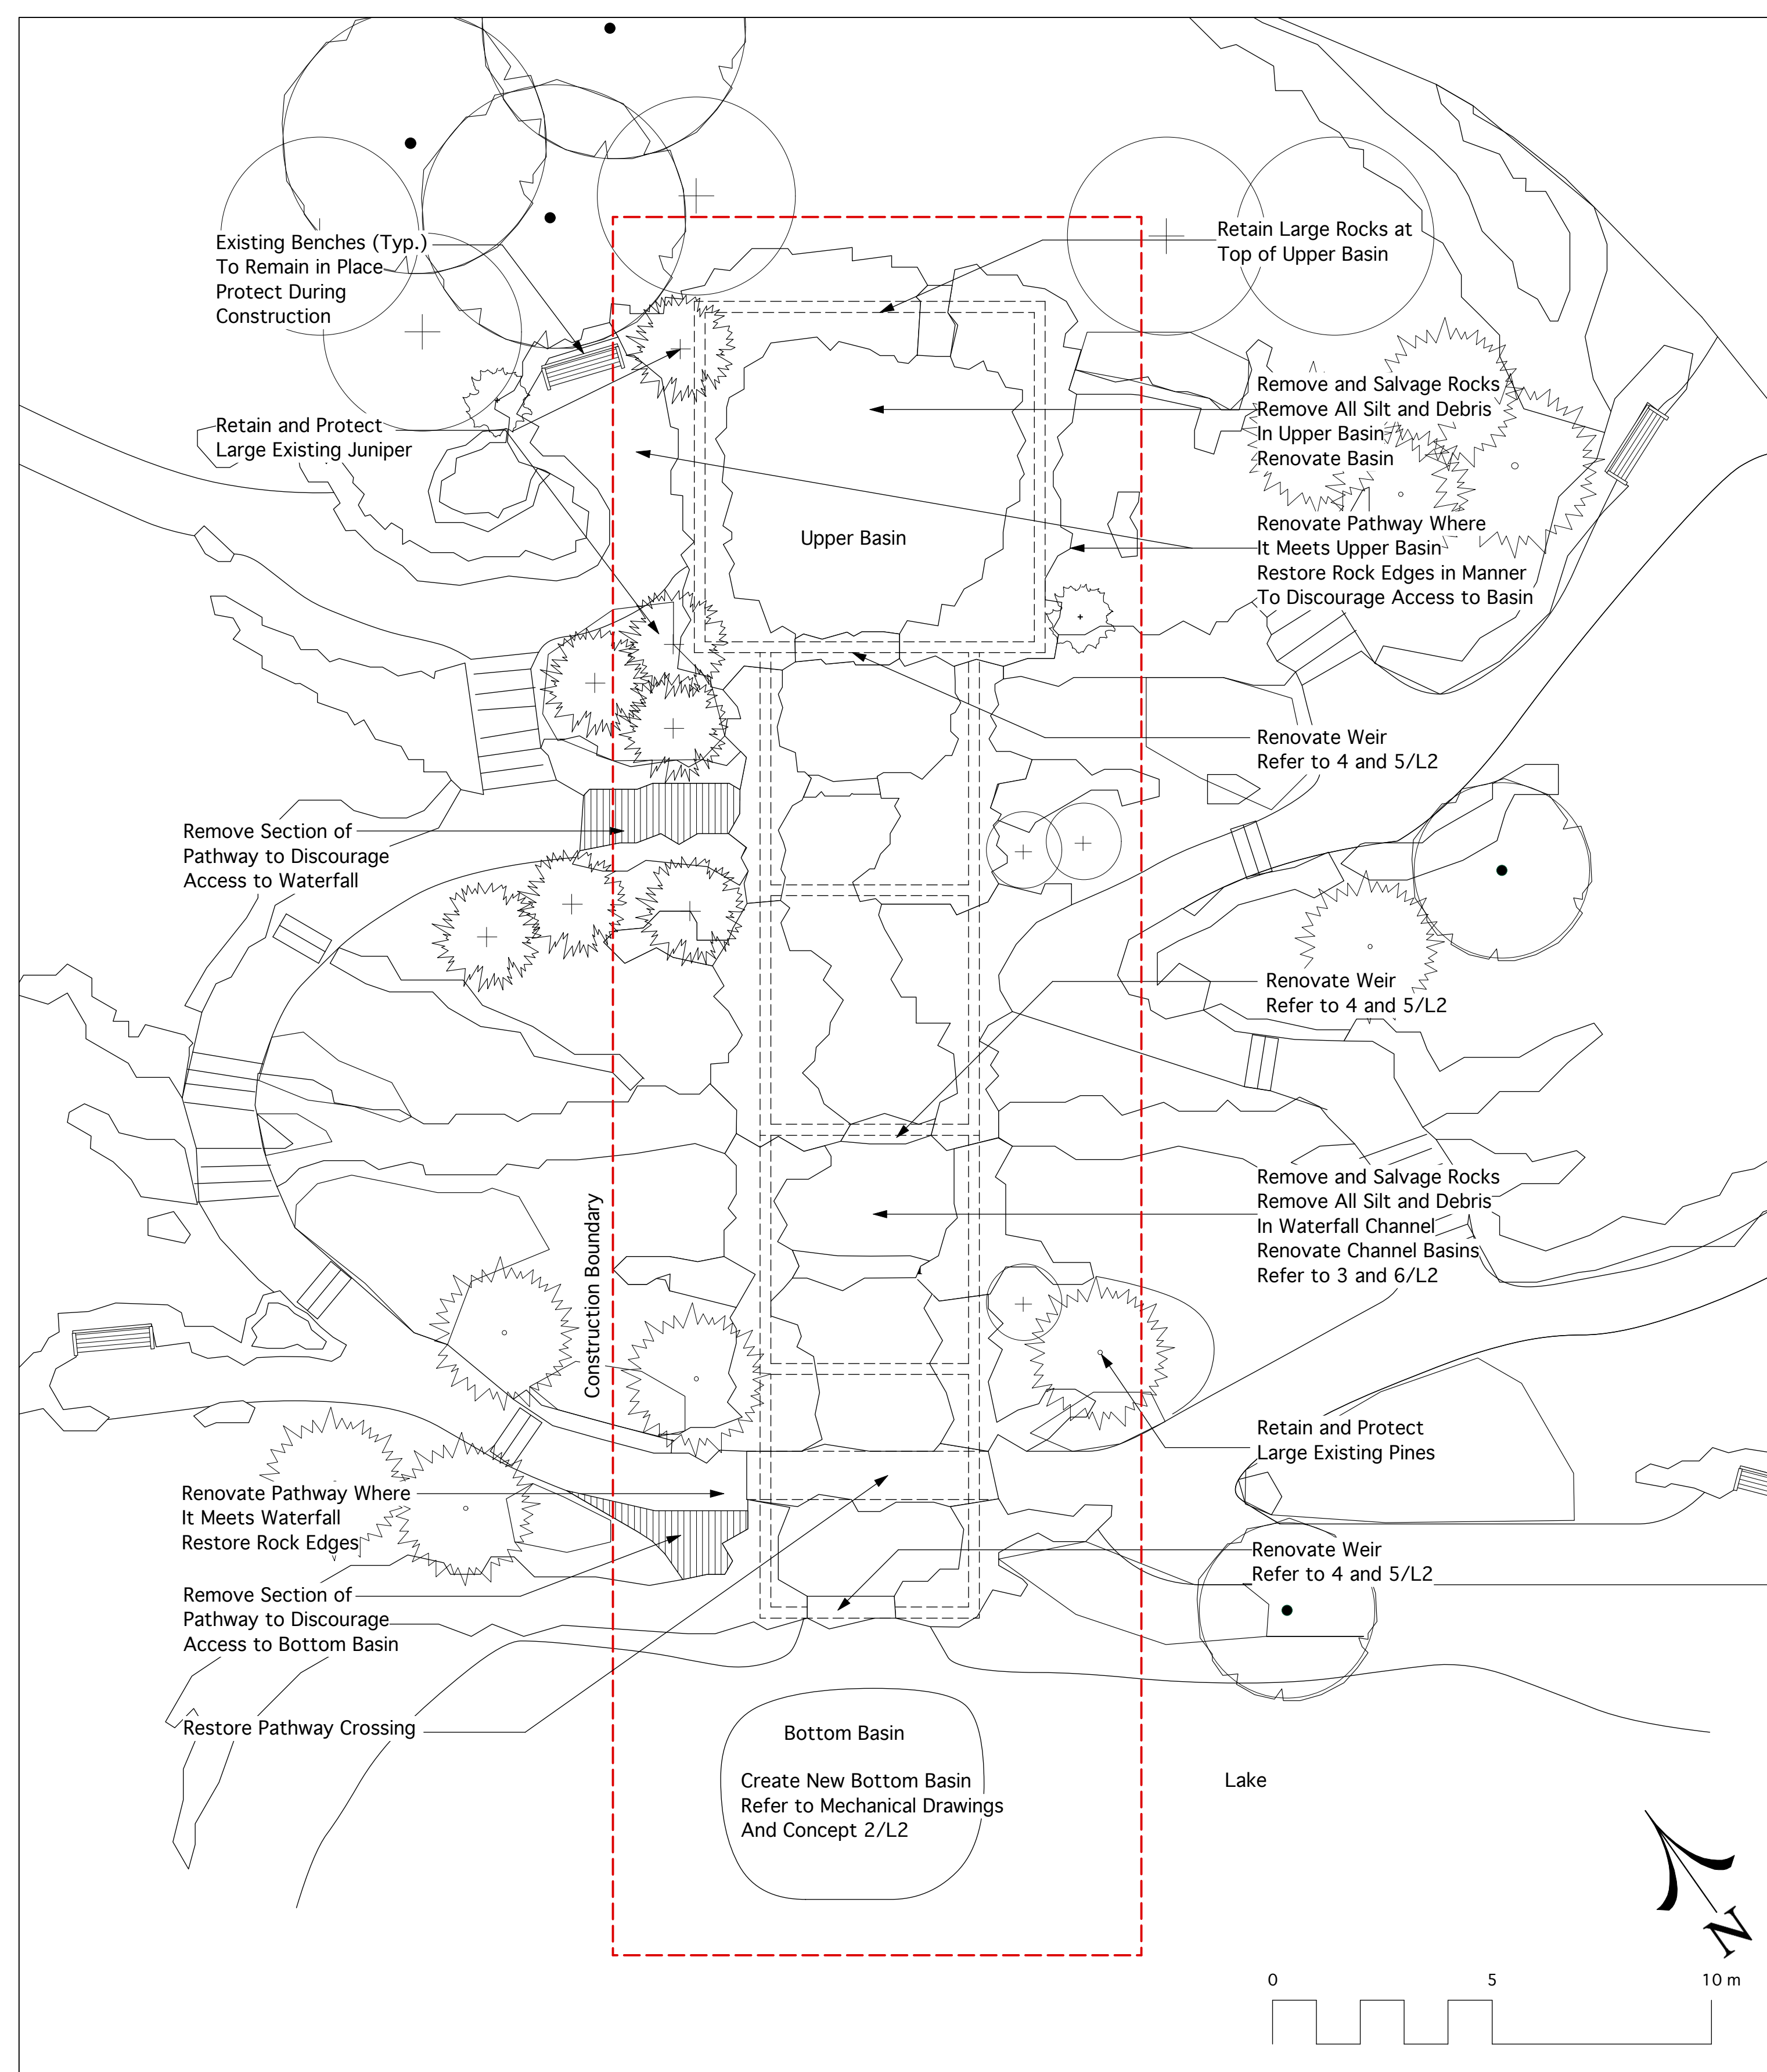 Existing Benches (Typ.)
To Remain in Place
Protect During
Construction
Retain Large Rocks at
Top of Upper Basin
Retain and Protect
Large Existing Juniper
Remove and Salvage Rocks
Remove All Silt and Debris
In Upper Basin
Renovate Basin
Upper Basin
Renovate Pathway Where
It Meets Upper Basin
Restore Rock Edges in Manner
To Discourage Access to Basin
Renovate Weir
Refer to 4 and 5/L2
Remove Section of
Pathway to Discourage
Access to Waterfall
Renovate Weir
Refer to 4 and 5/L2
Construction Boundary
Remove and Salvage Rocks
Remove All Silt and Debris
In Waterfall Channel
Renovate Channel Basins
Refer to 3 and 6/L2
Retain and Protect
Large Existing Pines
Renovate Pathway Where
It Meets Waterfall
Restore Rock Edges
Renovate Weir
Refer to 4 and 5/L2
Remove Section of
Pathway to Discourage
Access to Bottom Basin
Restore Pathway Crossing
Bottom Basin
Create New Bottom Basin
Refer to Mechanical Drawings
And Concept 2/L2
Lake
N
0 5 10 m